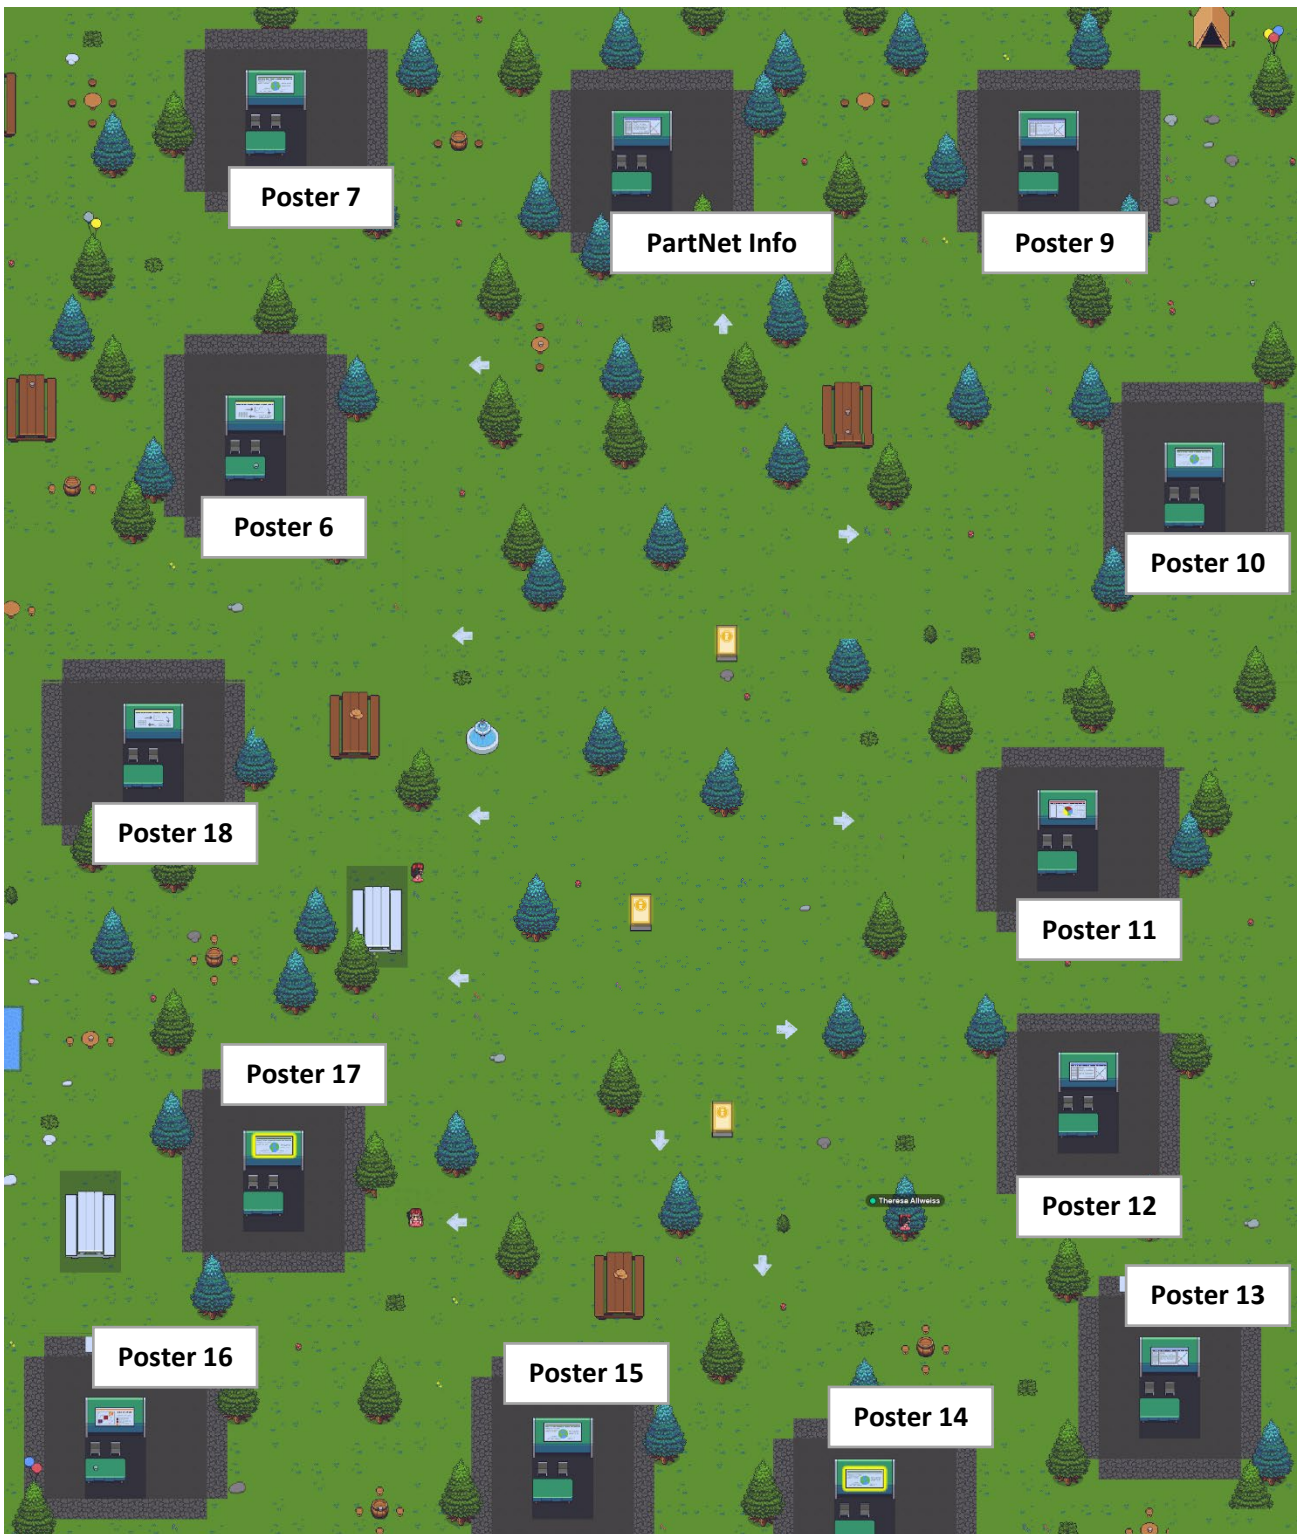 Poster 7
PartNet Info
Poster 9
Poster 6
Poster 10
Poster 18
Poster 11
Poster 17
Theresa Allweiss
Poster 12
Poster 13
Poster 16
Poster 15
Poster 14